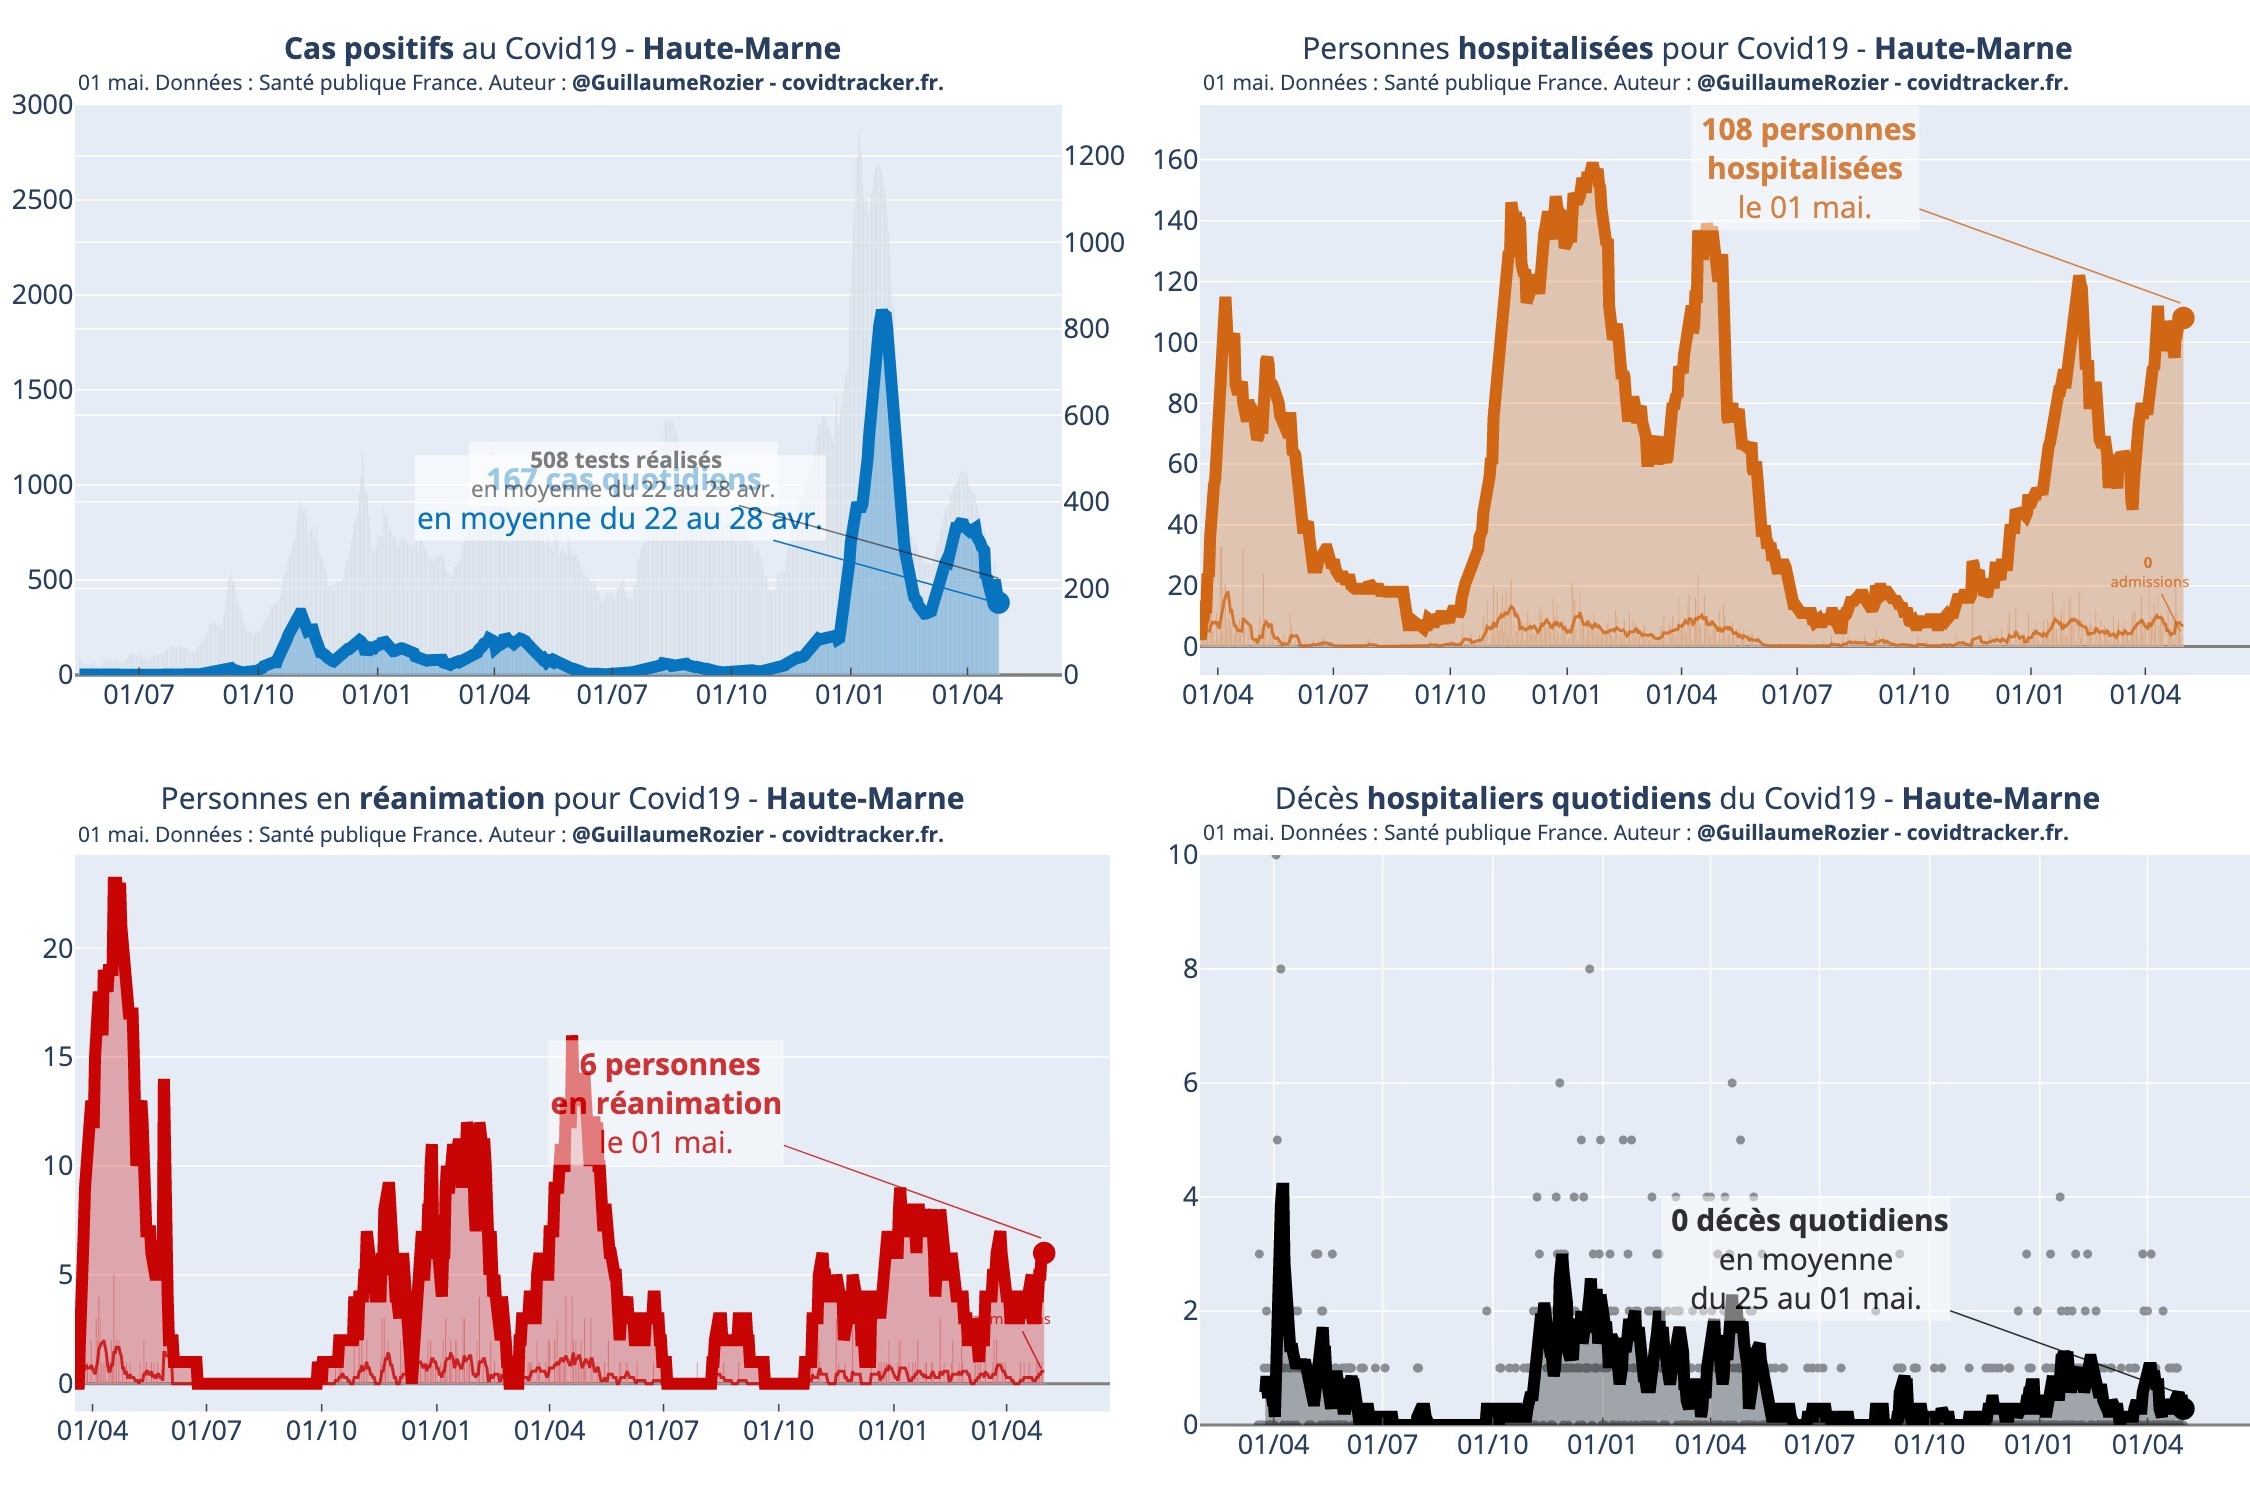 Cas positifs au Covid19 - Haute-Marne
01 mai. Données : Santé publique France. Auteur : @GuillaumeRozier - covidtracker.fr.
3000
2500
2000
1500
1000
500
0
1200
1000
800
600
400
200
0
508 tests réalisés
en moyenne du 22 au 28 avr.
167 cas quotidiens
en moyenne du 22 au 28 avr.
01/07 01/10 01/01 01/04 01/07 01/10 01/01 01/04
Personnes hospitalisées pour Covid19 - Haute-Marne
01 mai. Données : Santé publique France. Auteur : @GuillaumeRozier - covidtracker.fr.
108 personnes
hospitalisées
le 01 mai.
160
140
120
100
80
60
40
20
0
0
admissions
01/04 01/07 01/10 01/01 01/04 01/07 01/10 01/01 01/04
Personnes en réanimation pour Covid19 - Haute-Marne
01 mai. Données : Santé publique France. Auteur : @GuillaumeRozier - covidtracker.fr.
20
15
10
5
0
6 personnes
en réanimation
le 01 mai.
01/04 01/07 01/10 01/01 01/04 01/07 01/10 01/01 01/04
Décès hospitaliers quotidiens du Covid19 - Haute-Marne
01 mai. Données : Santé publique France. Auteur : @GuillaumeRozier - covidtracker.fr.
10
8
6
4
2
0
0 décès quotidiens
en moyenne
du 25 au 01 mai.
01/04 01/07 01/10 01/01 01/04 01/07 01/10 01/01 01/04